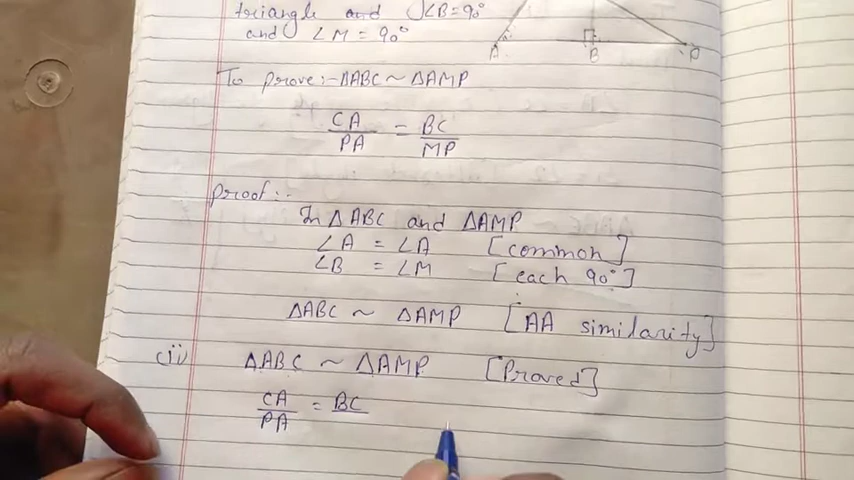 triangle and ∠B=90°
and ∠M = 90°
A B P
To prove:- ΔABC ~ ΔAMP
CA/PA = BC/MP
proof:-
In ΔABC and ΔAMP
∠A = ∠A [common]
∠B = ∠M [each 90°]
ΔABC ~ ΔAMP [AA similarity]
(ii) ΔABC ~ ΔAMP [Proved]
CA/PA = BC